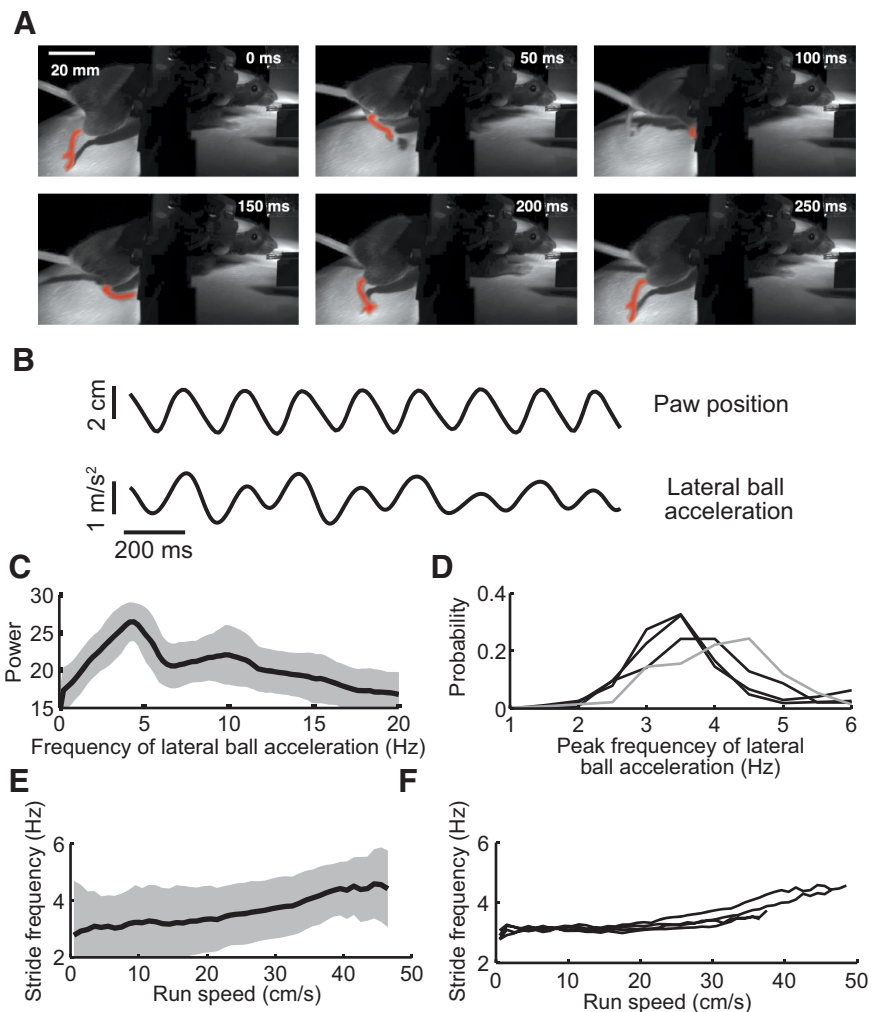 A
0 ms
20 mm
50 ms
100 ms
150 ms
200 ms
250 ms
B
2 cm
Paw position
1 m/s²
Lateral ball
acceleration
200 ms
C
Power
30
25
20
15
0
5
10
15
20
Frequency of lateral ball acceleration (Hz)
D
Probability
0.4
0.2
0
1
2
3
4
5
6
Peak frequencey of lateral
ball acceleration (Hz)
E
Stride frequency (Hz)
6
4
2
0
10
20
30
40
50
Run speed (cm/s)
F
Stride frequency (Hz)
6
4
2
0
10
20
30
40
50
Run speed (cm/s)